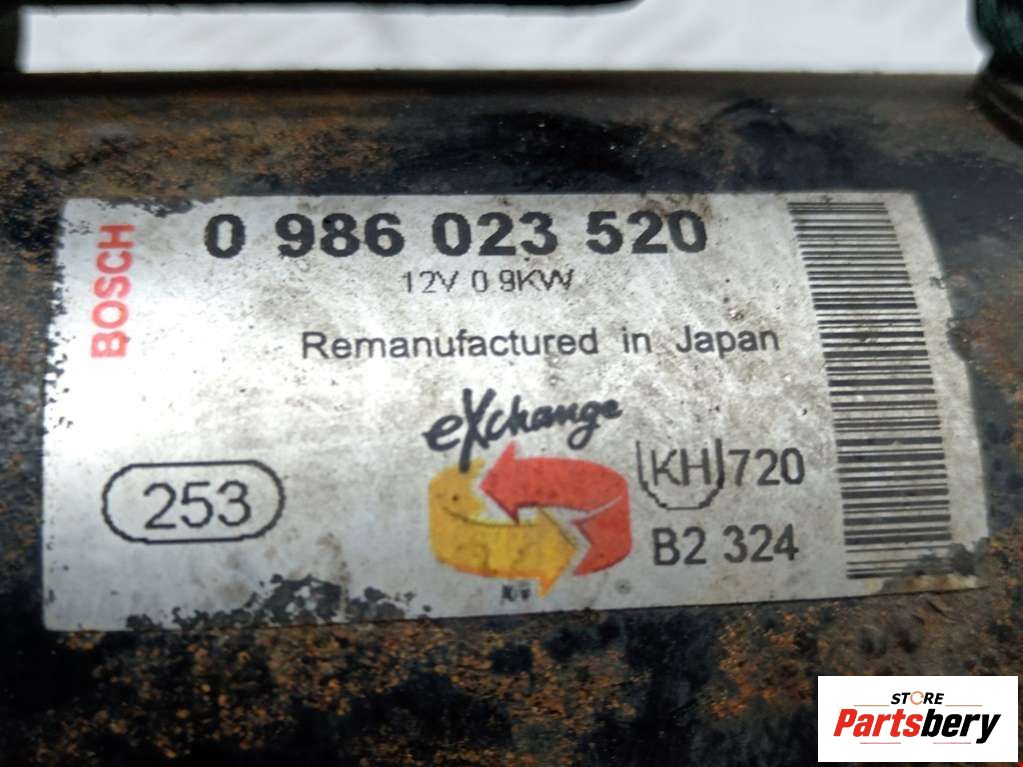 BOSCH
0 986 023 520
12V 0.9KW
Remanufactured in Japan
eXchange
253
KH 720
B2 324
STORE
Partsbery